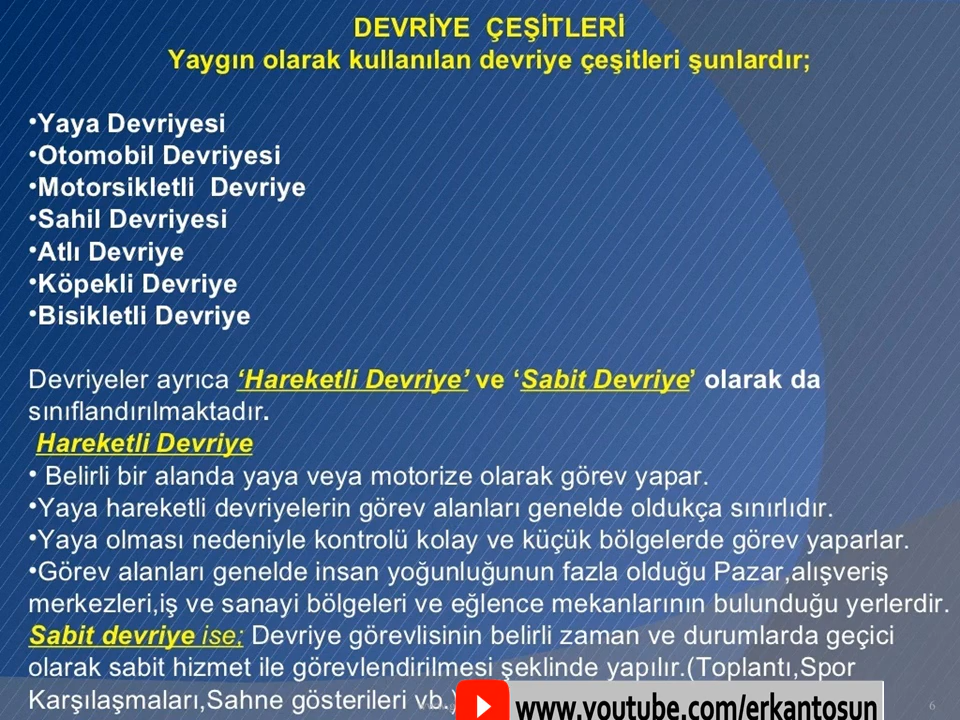 DEVRİYE ÇEŞİTLERİ
Yaygın olarak kullanılan devriye çeşitleri şunlardır;
•Yaya Devriyesi
•Otomobil Devriyesi
•Motorsikletli Devriye
•Sahil Devriyesi
•Atlı Devriye
•Köpekli Devriye
•Bisikletli Devriye
Devriyeler ayrıca ‘Hareketli Devriye’ ve ‘Sabit Devriye’ olarak da
sınıflandırılmaktadır.
Hareketli Devriye
• Belirli bir alanda yaya veya motorize olarak görev yapar.
•Yaya hareketli devriyelerin görev alanları genelde oldukça sınırlıdır.
•Yaya olması nedeniyle kontrolü kolay ve küçük bölgelerde görev yaparlar.
•Görev alanları genelde insan yoğunluğunun fazla olduğu Pazar,alışveriş
merkezleri,iş ve sanayi bölgeleri ve eğlence mekanlarının bulunduğu yerlerdir.
Sabit devriye ise; Devriye görevlisinin belirli zaman ve durumlarda geçici
olarak sabit hizmet ile görevlendirilmesi şeklinde yapılır.(Toplantı,Spor
Karşılaşmaları,Sahne gösterileri vb.)
www.youtube.com/erkantosun
6